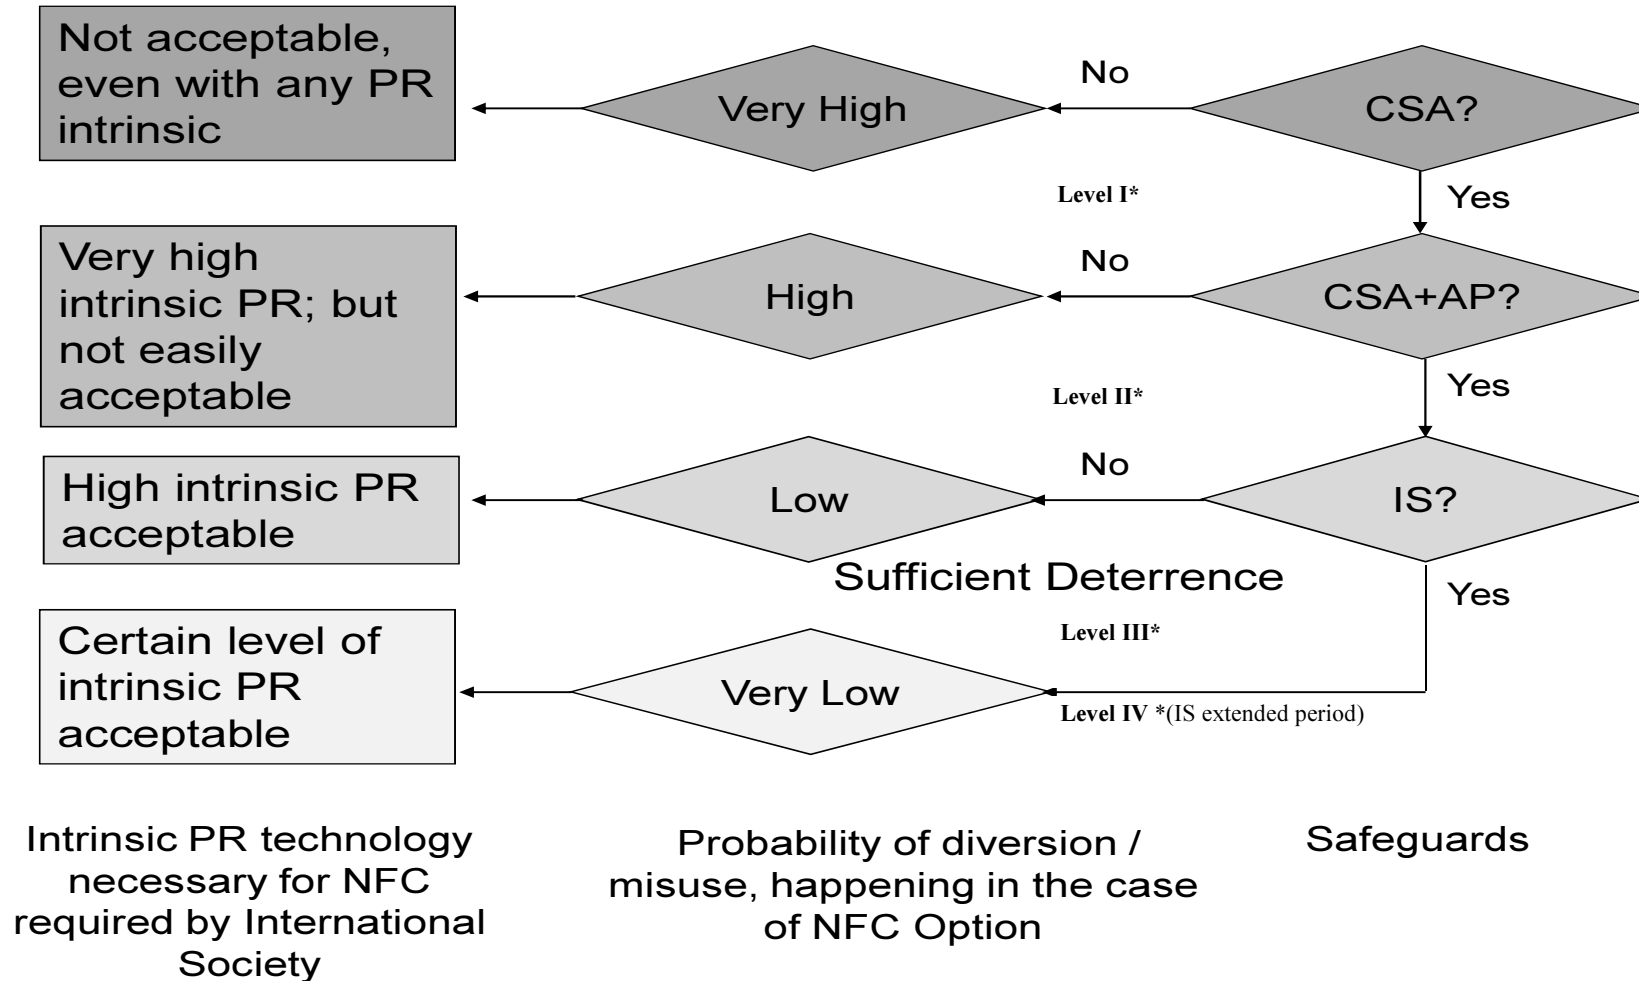 Not acceptable,
even with any PR
intrinsic
Very High
No
CSA?
Level I*
Yes
Very high
intrinsic PR; but
not easily
acceptable
High
No
CSA+AP?
Level II*
Yes
High intrinsic PR
acceptable
Low
No
IS?
Sufficient Deterrence
Yes
Certain level of
intrinsic PR
acceptable
Very Low
Level III*
Level IV *(IS extended period)
Intrinsic PR technology
necessary for NFC
required by International
Society
Probability of diversion /
misuse, happening in the case
of NFC Option
Safeguards